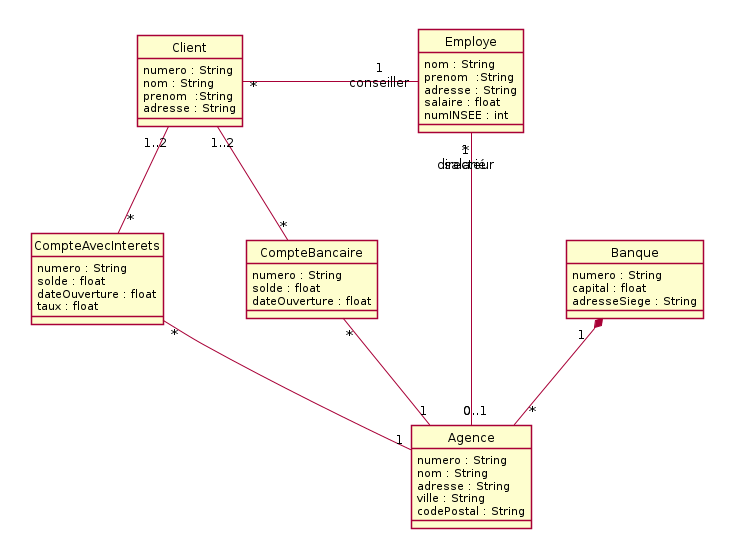 Client
numero : String
nom : String
prenom :String
adresse : String
Employe
nom : String
prenom :String
adresse : String
salaire : float
numINSEE : int
*
1
conseiller
1..2
1..2
*
*
1
directeur
*
CompteAvecInterets
numero : String
solde : float
dateOuverture : float
taux : float
CompteBancaire
numero : String
solde : float
dateOuverture : float
Banque
numero : String
capital : float
adresseSiege : String
*
*
1
1
1
0..1
*
Agence
numero : String
nom : String
adresse : String
ville : String
codePostal : String